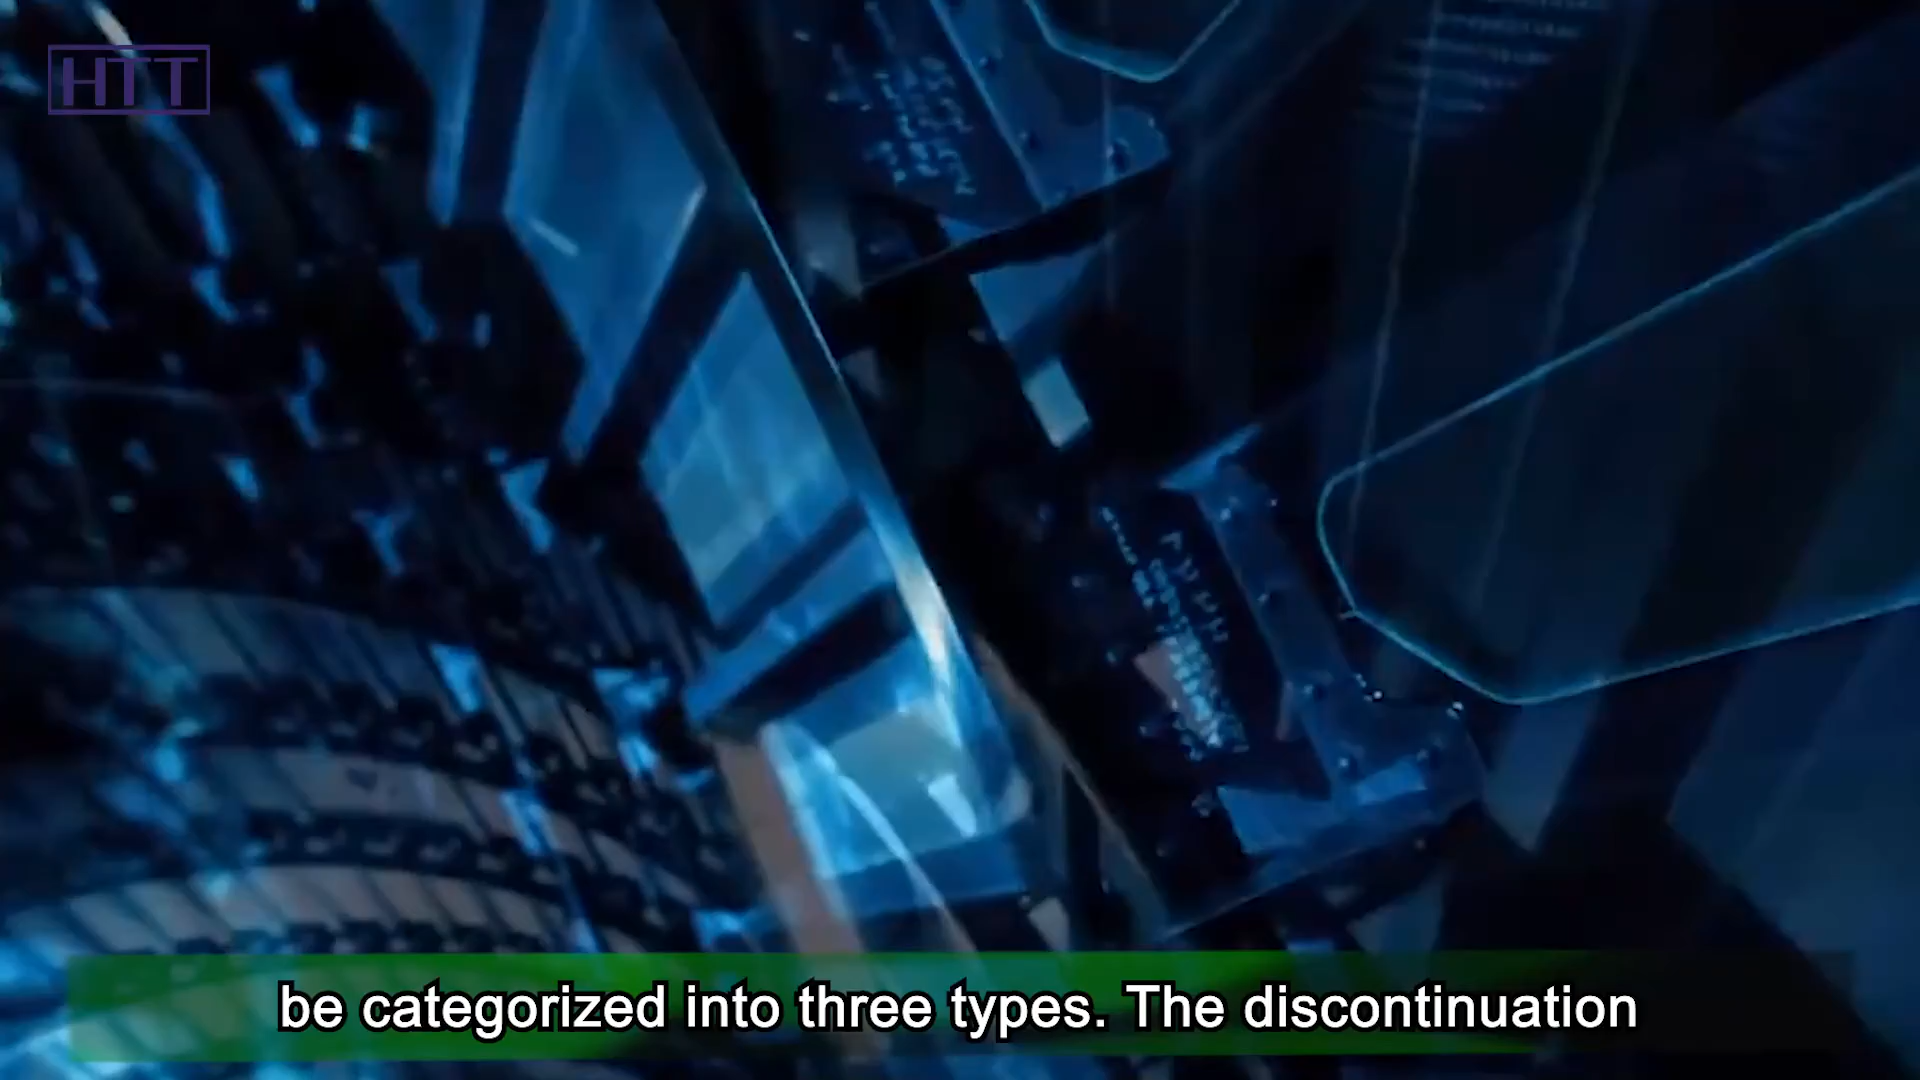 HTT
be categorized into three types. The discontinuation